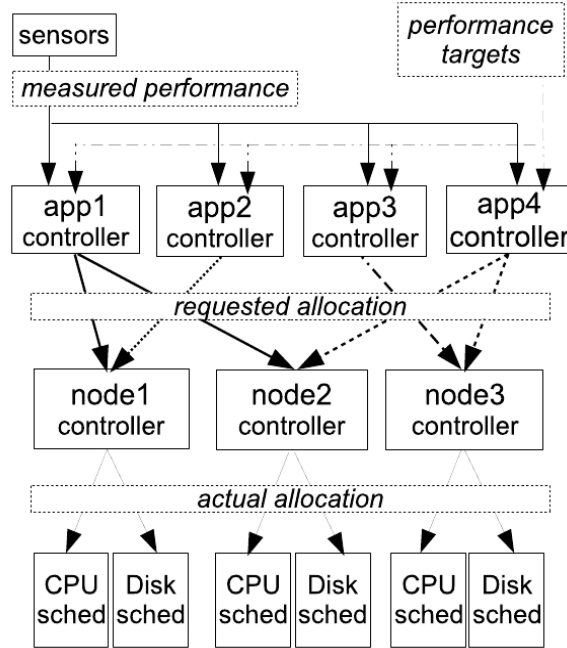 sensors
performance
targets
measured performance
app1
controller
app2
controller
app3
controller
app4
controller
requested allocation
node1
controller
node2
controller
node3
controller
actual allocation
CPU
sched
Disk
sched
CPU
sched
Disk
sched
CPU
sched
Disk
sched